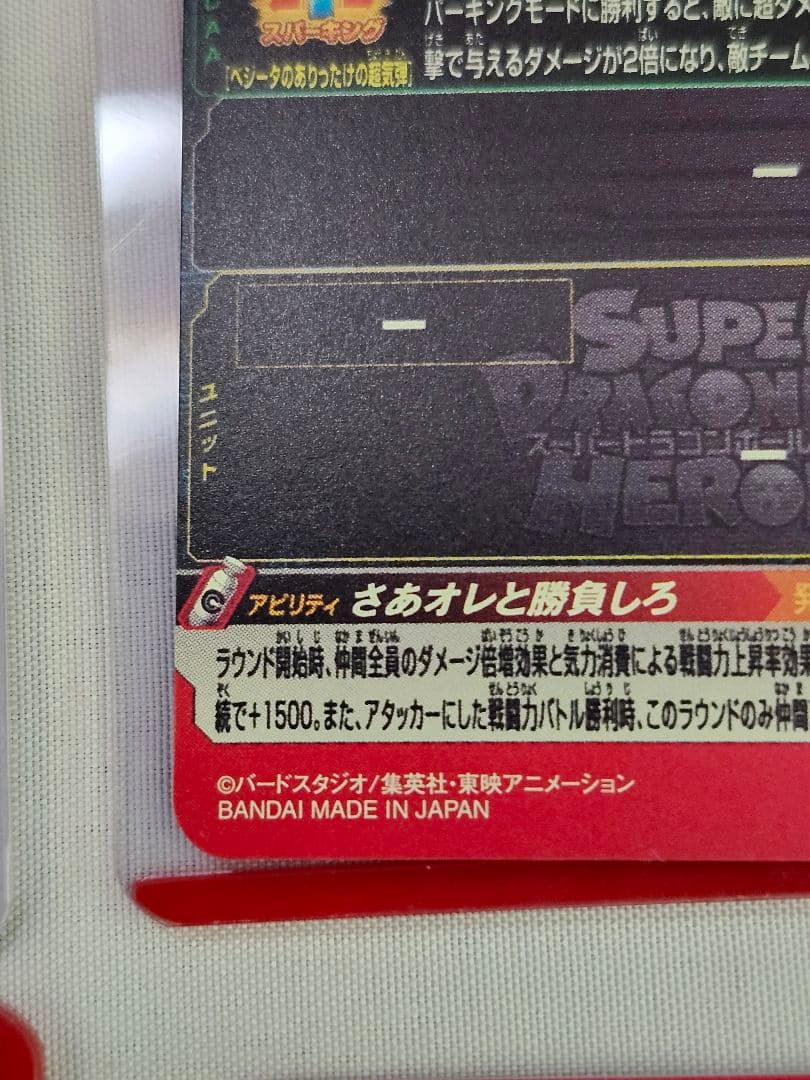 スパーキング
[ベジータのありったけの超気弾]
パーキングモードに勝利すると、敵に超ダメ
撃で与えるダメージが2倍になり、敵チーム
ー
ー
SUPE
DRAGON
スーパードラゴンボール
HERO
ー
ユニット
アビリティ さあオレと勝負しろ
ラウンド開始時、仲間全員のダメージ倍増効果と気力消費による戦闘力上昇率効果
続で+1500。また、アタッカーにした戦闘力バトル勝利時、このラウンドのみ仲間
©バードスタジオ/集英社・東映アニメーション
BANDAI MADE IN JAPAN